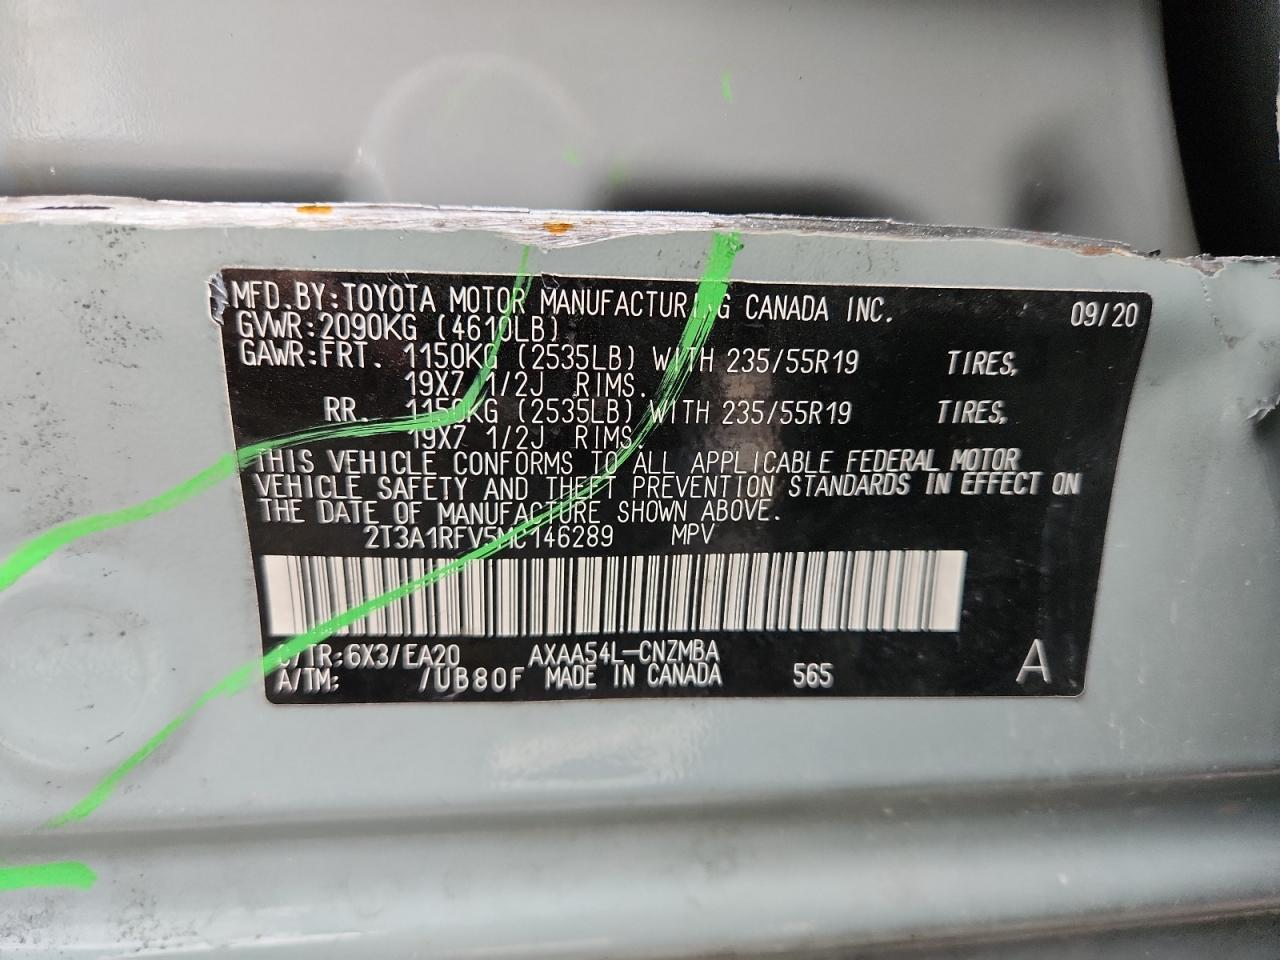 MFD.BY:TOYOTA MOTOR MANUFACTURING CANADA INC. 09/20
GVWR:2090KG (4610LB)
GAWR:FRT. 1150KG (2535LB) WITH 235/55R19 TIRES,
19X7 1/2J RIMS.
RR. 1150KG (2535LB) WITH 235/55R19 TIRES,
19X7 1/2J RIMS.
THIS VEHICLE CONFORMS TO ALL APPLICABLE FEDERAL MOTOR
VEHICLE SAFETY AND THEFT PREVENTION STANDARDS IN EFFECT ON
THE DATE OF MANUFACTURE SHOWN ABOVE.
2T3A1RFV5MC146289 MPV
C/TR:6X3/EA20 AXAA54L-CNZMBA
A/TM: /UB80F MADE IN CANADA 565 A